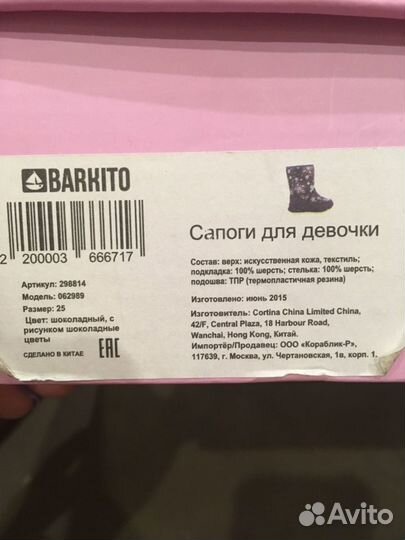 BARKITO
2 200003 666717
Артикул: 298814
Модель: 062989
Размер: 25
Цвет: шоколадный, с
рисунком шоколадные
цветы
СДЕЛАНО В КИТАЕ
EAC
Сапоги для девочки
Состав: верх: искусственная кожа, текстиль;
подкладка: 100% шерсть; стелька: 100% шерсть;
подошва: ТПР (термопластичная резина)
Изготовлено: июнь 2015
Изготовитель: Cortina China Limited China,
42/F, Central Plaza, 18 Harbour Road,
Wanchai, Hong Kong, Китай.
Импортёр/Продавец: ООО «Кораблик-Р»,
117639, г. Москва, ул. Чертановская, 1в, корп. 1.
Avito